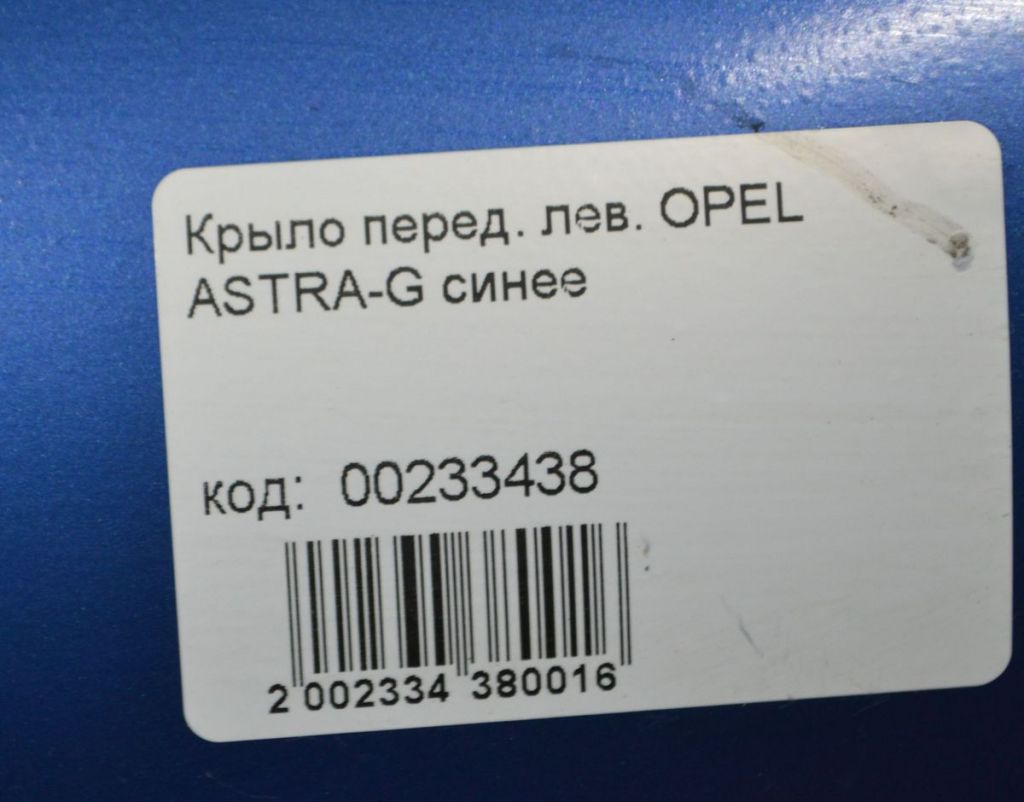 Крыло перед. лев. OPEL
ASTRA-G синее
код: 00233438
2 002334 380016